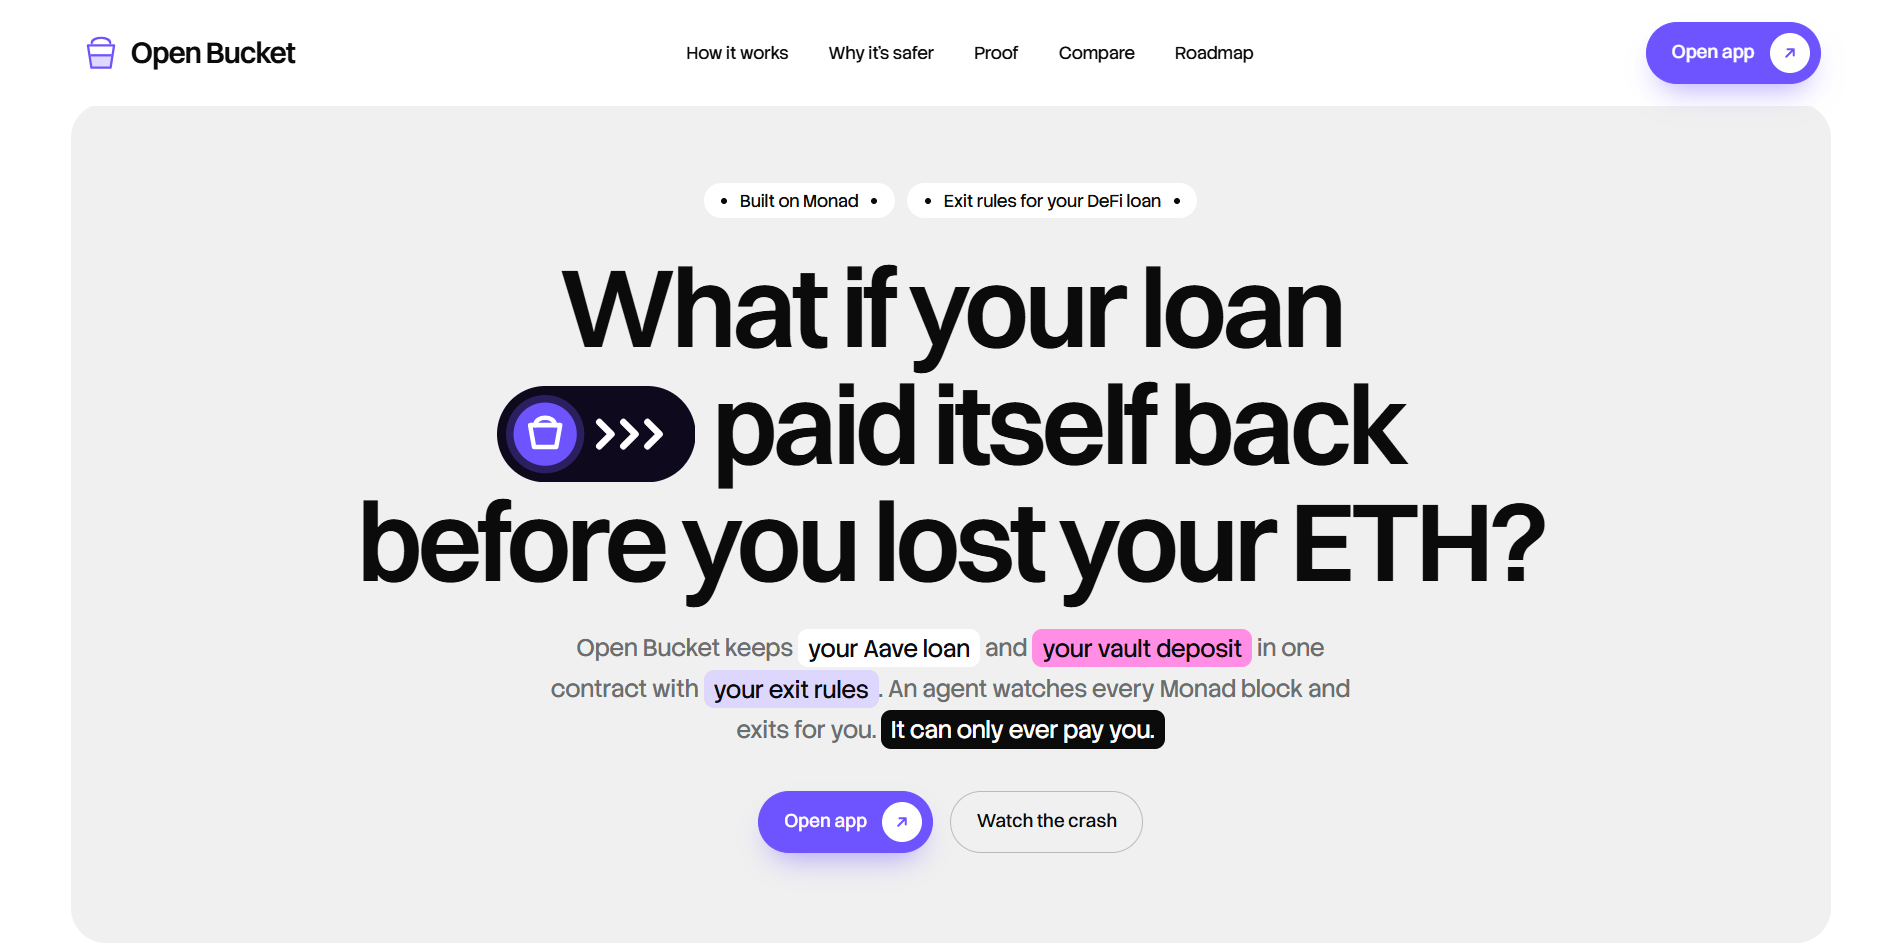 Open Bucket
How it works
Why it's safer
Proof
Compare
Roadmap
Open app
• Built on Monad •
• Exit rules for your DeFi loan •
What if your loan
paid itself back
before you lost your ETH?
Open Bucket keeps your Aave loan and your vault deposit in one
contract with your exit rules. An agent watches every Monad block and
exits for you. It can only ever pay you.
Open app
Watch the crash